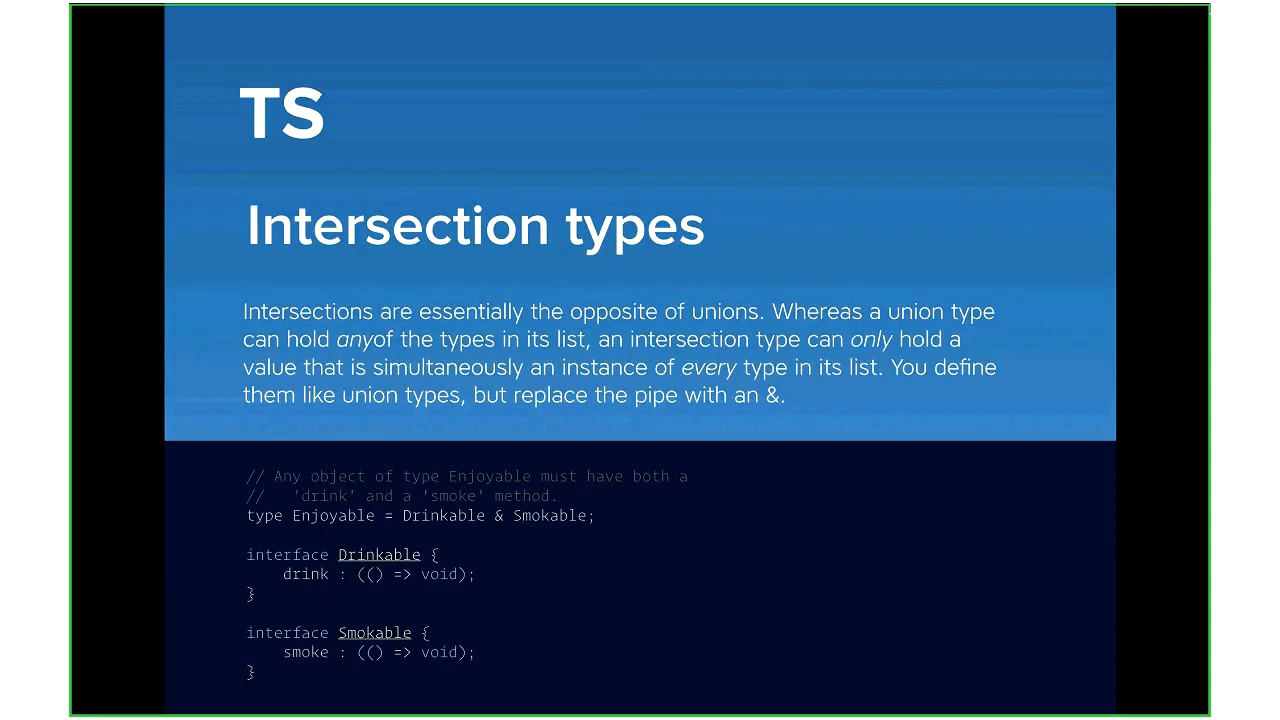 TS
Intersection types
Intersections are essentially the opposite of unions. Whereas a union type
can hold anyof the types in its list, an intersection type can only hold a
value that is simultaneously an instance of every type in its list. You define
them like union types, but replace the pipe with an &.
// Any object of type Enjoyable must have both a
//   'drink' and a 'smoke' method.
type Enjoyable = Drinkable & Smokable;
interface Drinkable {
    drink : (() => void);
}
interface Smokable {
    smoke : (() => void);
}